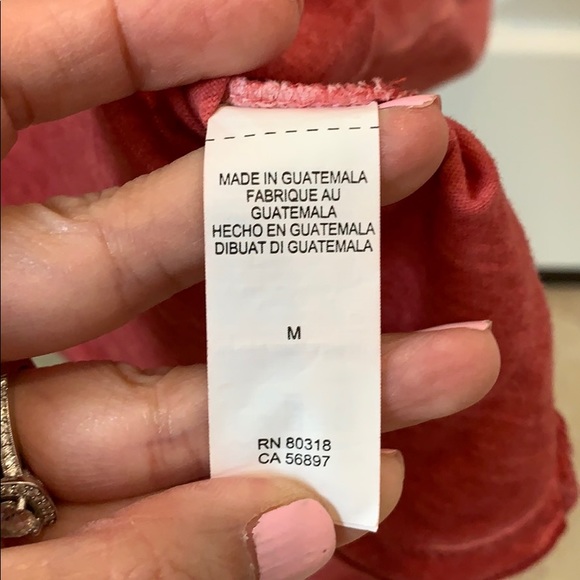 MADE IN GUATEMALA
FABRIQUE AU
GUATEMALA
HECHO EN GUATEMALA
DIBUAT DI GUATEMALA
M
RN 80318
CA 56897